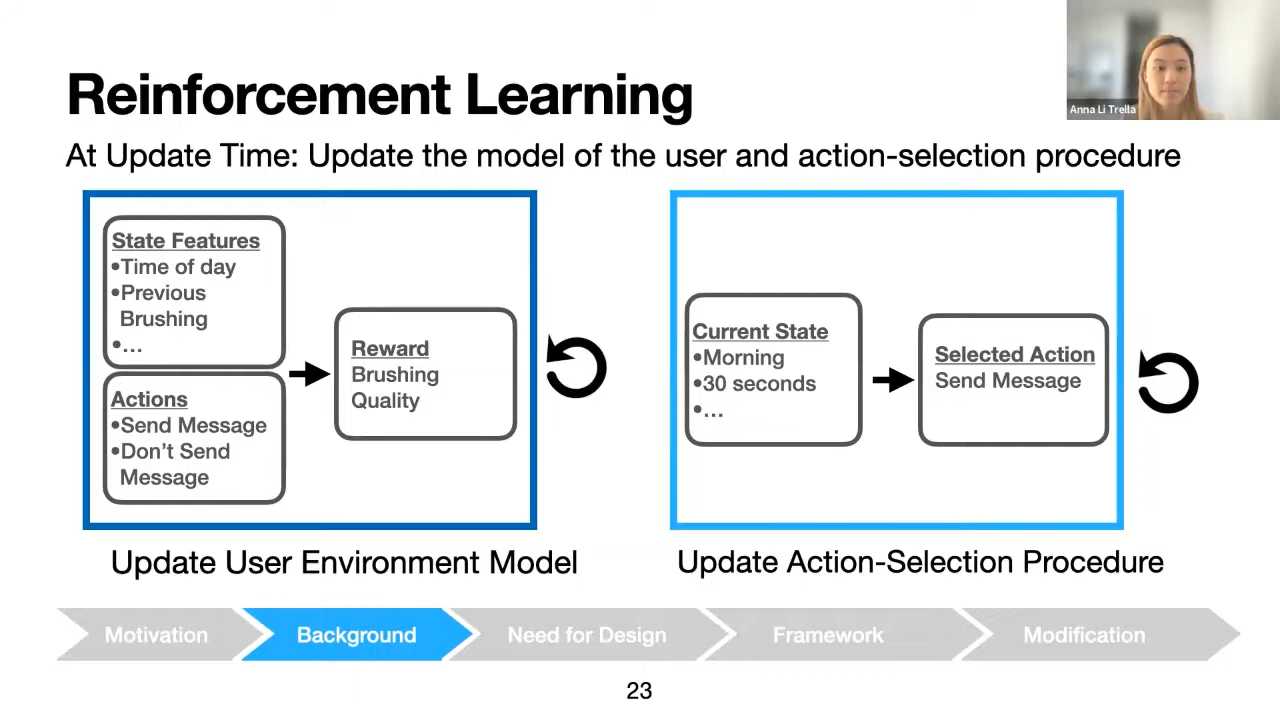 Reinforcement Learning
Anna Li Trella
At Update Time: Update the model of the user and action-selection procedure
State Features
•Time of day
•Previous
Brushing
•...
Actions
•Send Message
•Don't Send
Message
Reward
Brushing
Quality
Current State
•Morning
•30 seconds
•...
Selected Action
Send Message
Update User Environment Model
Update Action-Selection Procedure
Motivation
Background
Need for Design
Framework
Modification
23